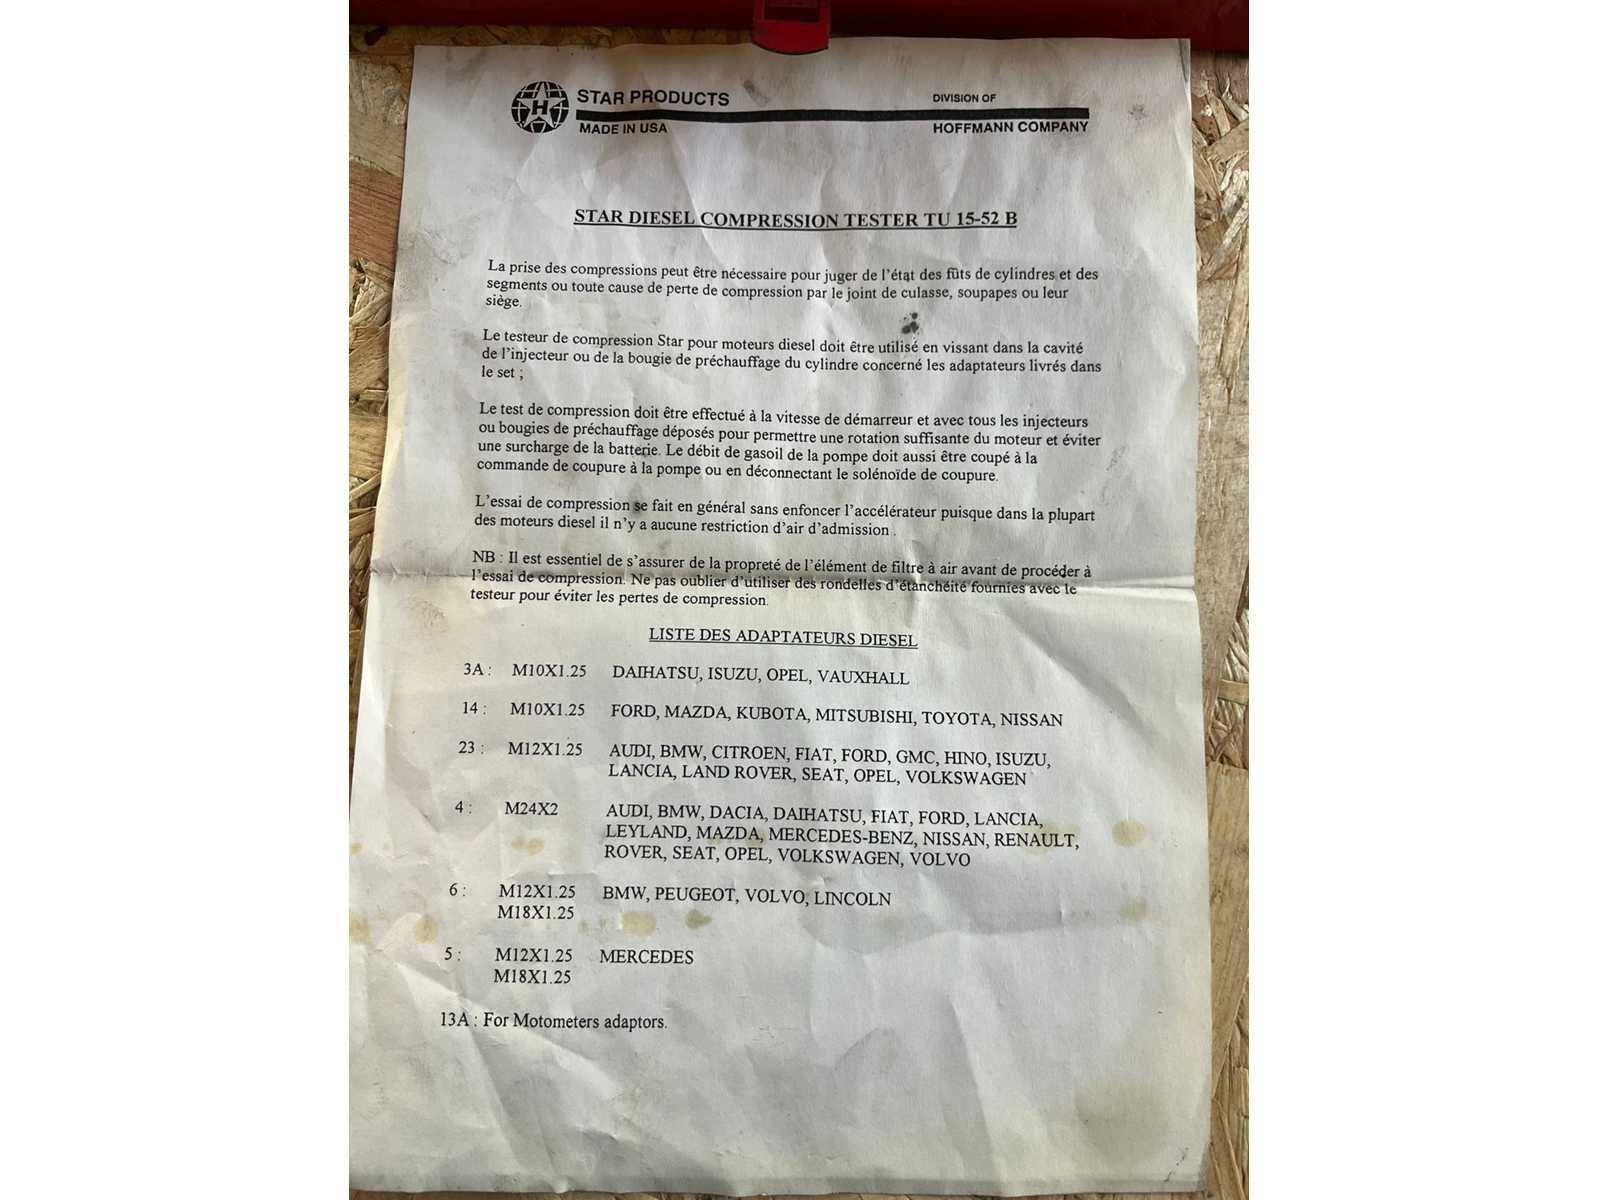 H
STAR PRODUCTS
MADE IN USA
DIVISION OF
HOFFMANN COMPANY
STAR DIESEL COMPRESSION TESTER TU 15-52 B
La prise des compressions peut être nécessaire pour juger de l'état des fûts de cylindres et des
segments ou toute cause de perte de compression par le joint de culasse, soupapes ou leur
siège.
Le testeur de compression Star pour moteurs diesel doit être utilisé en vissant dans la cavité
de l'injecteur ou de la bougie de préchauffage du cylindre concerné les adaptateurs livrés dans
le set ;
Le test de compression doit être effectué à la vitesse de démarreur et avec tous les injecteurs
ou bougies de préchauffage déposés pour permettre une rotation suffisante du moteur et éviter
une surcharge de la batterie. Le débit de gasoil de la pompe doit aussi être coupé à la
commande de coupure à la pompe ou en déconnectant le solénoïde de coupure.
L'essai de compression se fait en général sans enfoncer l'accélérateur puisque dans la plupart
des moteurs diesel il n'y a aucune restriction d'air d'admission .
NB : Il est essentiel de s'assurer de la propreté de l'élément de filtre à air avant de procéder à
l'essai de compression. Ne pas oublier d'utiliser des rondelles d'étanchéité fournies avec le
testeur pour éviter les pertes de compression.
LISTE DES ADAPTATEURS DIESEL
3A : M10X1.25 DAIHATSU, ISUZU, OPEL, VAUXHALL
14 : M10X1.25 FORD, MAZDA, KUBOTA, MITSUBISHI, TOYOTA, NISSAN
23 : M12X1.25 AUDI, BMW, CITROEN, FIAT, FORD, GMC, HINO, ISUZU,
LANCIA, LAND ROVER, SEAT, OPEL, VOLKSWAGEN
4 : M24X2 AUDI, BMW, DACIA, DAIHATSU, FIAT, FORD, LANCIA,
LEYLAND, MAZDA, MERCEDES-BENZ, NISSAN, RENAULT,
ROVER, SEAT, OPEL, VOLKSWAGEN, VOLVO
6 : M12X1.25 BMW, PEUGEOT, VOLVO, LINCOLN
M18X1.25
5 : M12X1.25 MERCEDES
M18X1.25
13A : For Motometers adaptors.